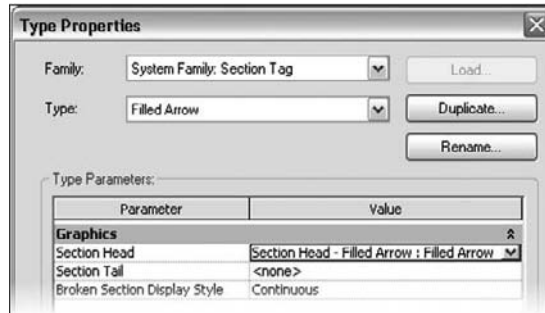 Type Properties
Family: System Family: Section Tag Load...
Type: Filled Arrow Duplicate...
Rename...
Type Parameters:
Parameter Value
Graphics
Section Head Section Head - Filled Arrow : Filled Arrow
Section Tail <none>
Broken Section Display Style Continuous